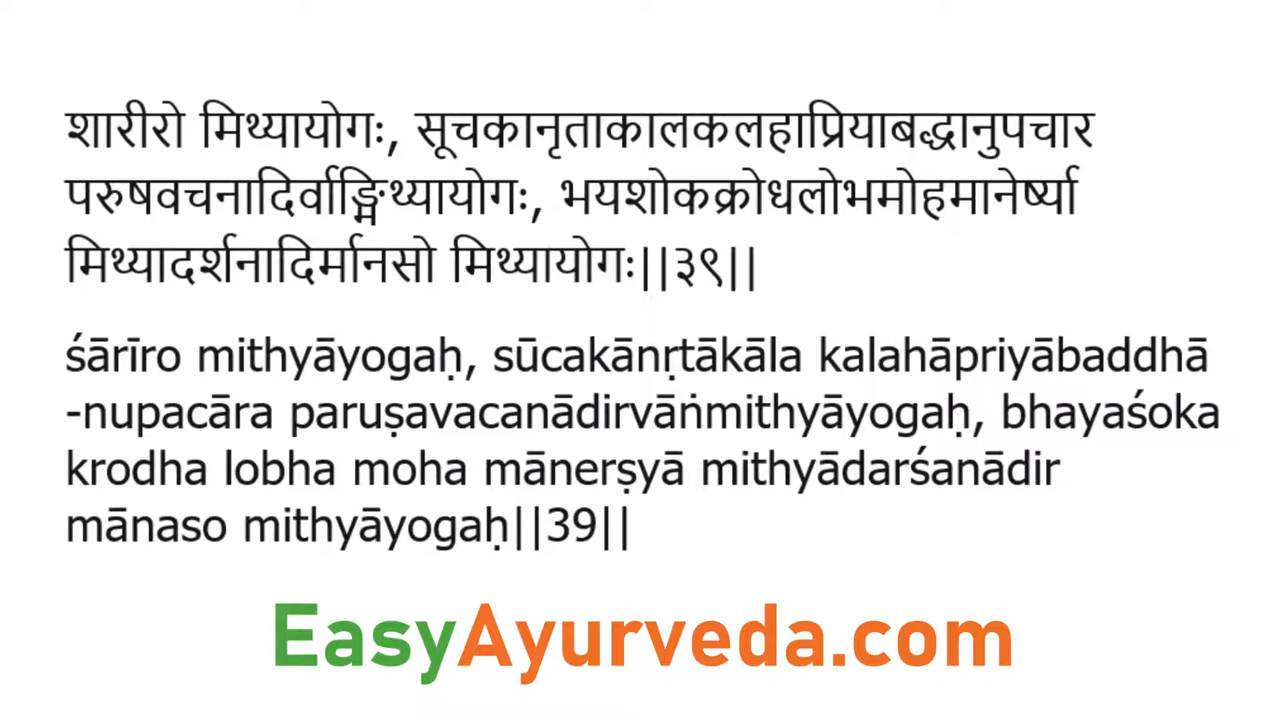 शारीरो मिथ्यायोगः, सूचकानृताकालकलहाप्रियाबद्धानुपचार
परुषवचनादिर्वाङ्मिथ्यायोगः, भयशोकक्रोधलोभमोहमानेर्ष्या
मिथ्यादर्शनादिर्मानसो मिथ्यायोगः||३९||
śārīro mithyāyogaḥ, sūcakānṛtākāla kalahāpriyābaddhā
-nupacāra paruṣavacanādirvāṅmithyāyogaḥ, bhayaśoka
krodha lobha moha mānerṣyā mithyādarśanādir
mānaso mithyāyogaḥ||39||
EasyAyurveda.com